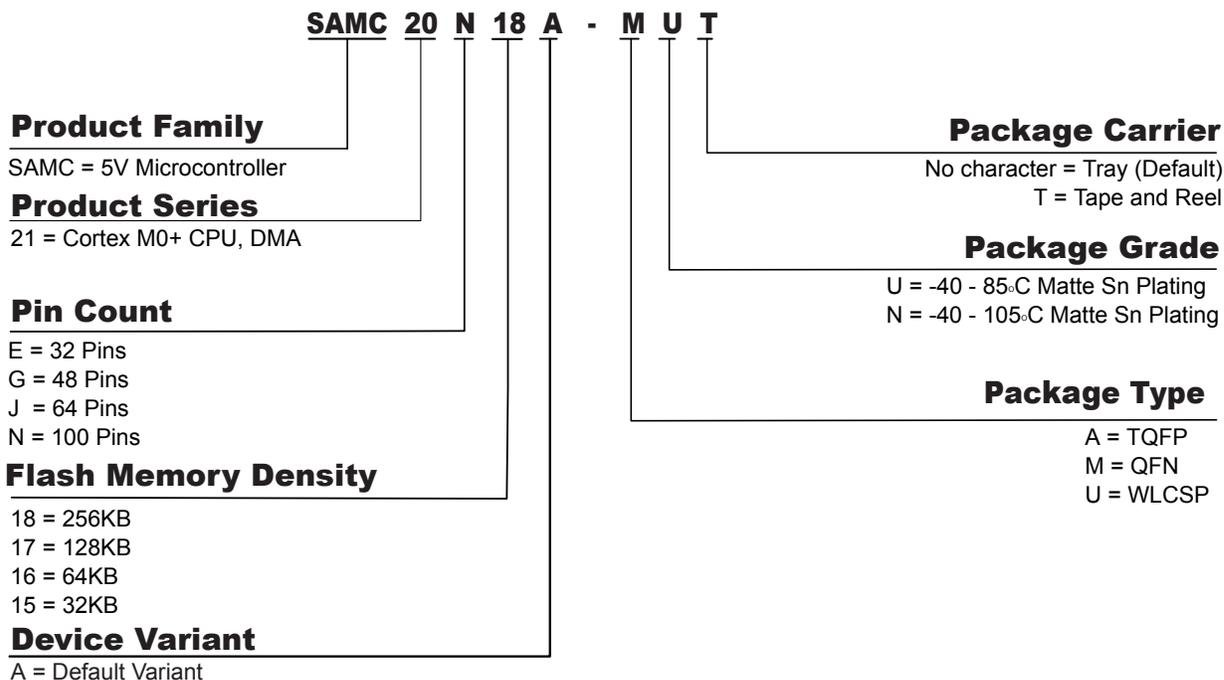 SAMC 20 N 18 A - M U T
Product Family
SAMC = 5V Microcontroller
Product Series
21 = Cortex M0+ CPU, DMA
Pin Count
E = 32 Pins
G = 48 Pins
J = 64 Pins
N = 100 Pins
Flash Memory Density
18 = 256KB
17 = 128KB
16 = 64KB
15 = 32KB
Device Variant
A = Default Variant
Package Carrier
No character = Tray (Default)
T = Tape and Reel
Package Grade
U = -40 - 85oC Matte Sn Plating
N = -40 - 105oC Matte Sn Plating
Package Type
A = TQFP
M = QFN
U = WLCSP